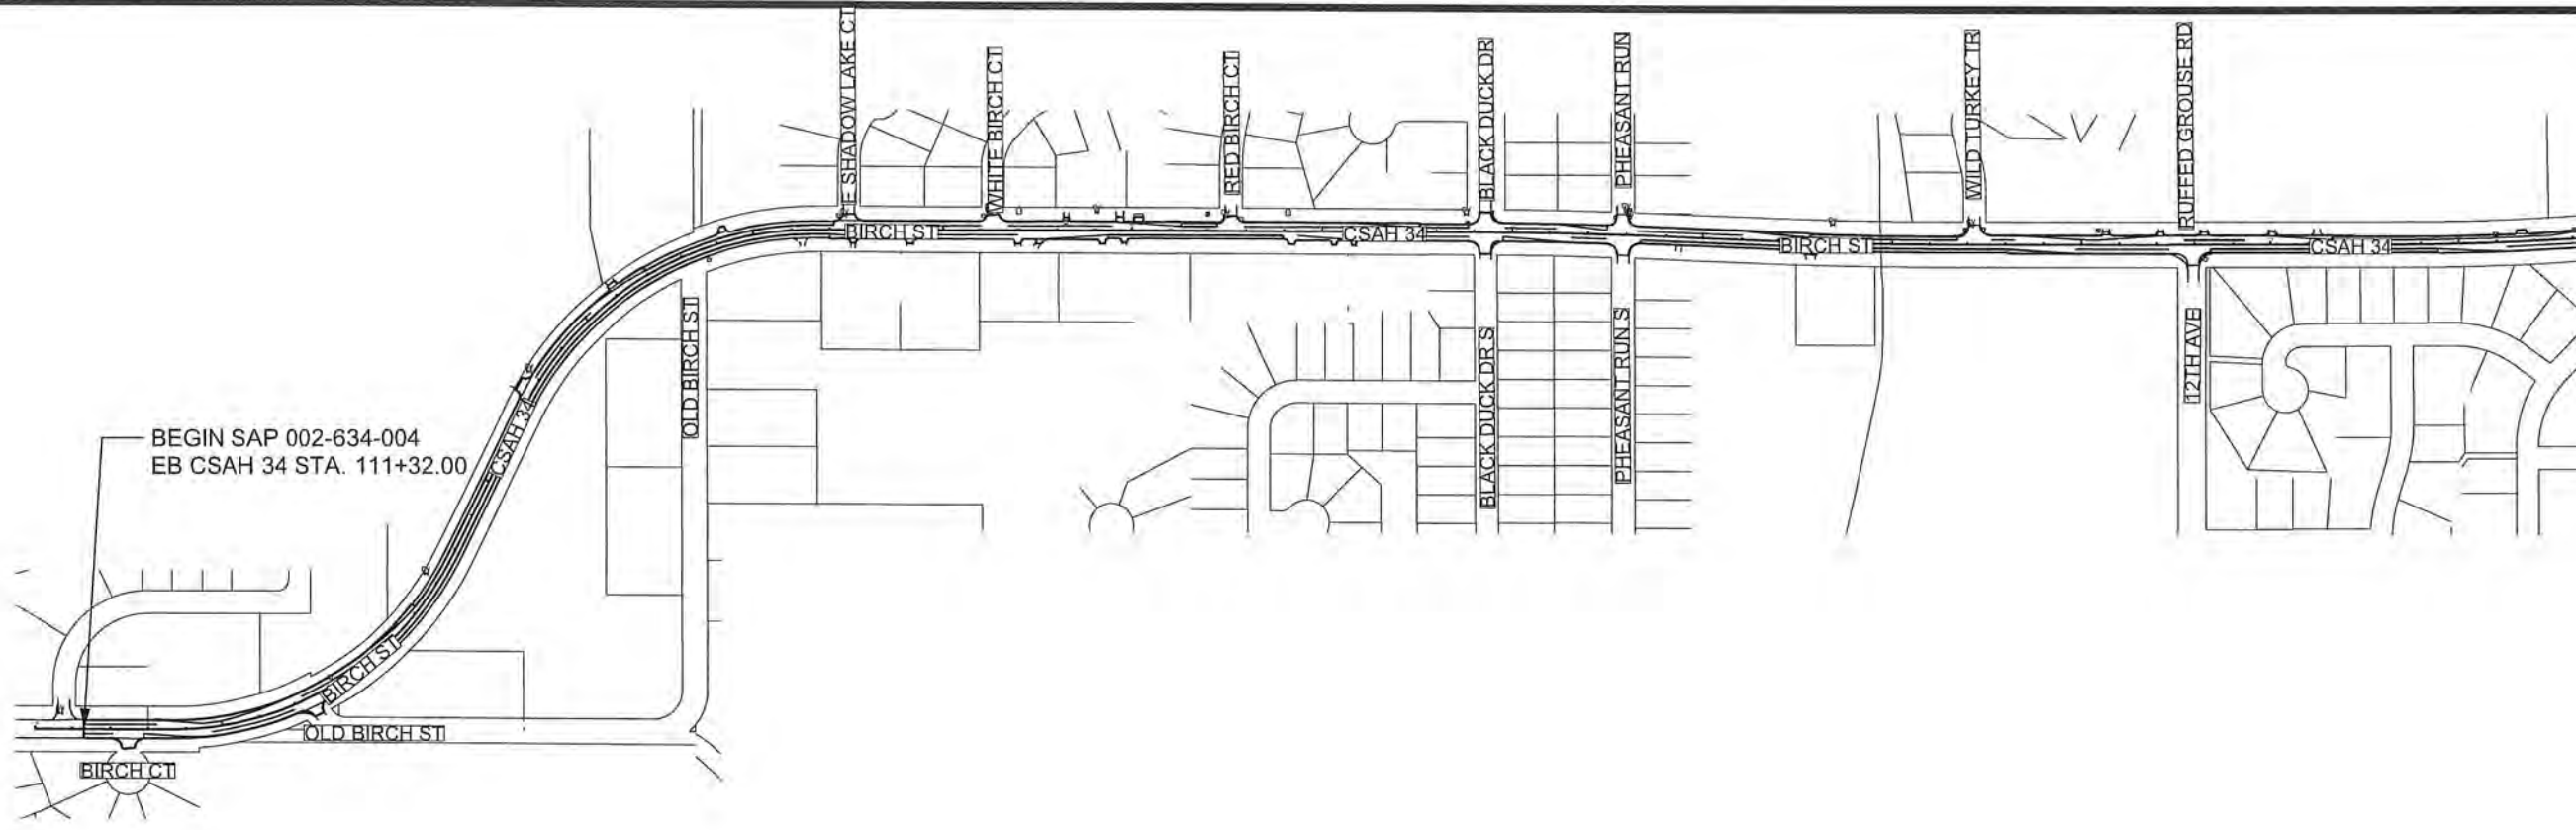 E SHADOW LAKE CT
WHITE BIRCH CT
RED BIRCH CT
BLACK DUCK DR
PHEASANT RUN
WILD TURKEY TR
RUFFED GROUSE RD
BIRCH ST
CSAH 34
BIRCH ST
CSAH 34
OLD BIRCH ST
BLACK DUCK DR S
PHEASANT RUN S
12TH AVE
CSAH 34
BEGIN SAP 002-634-004
EB CSAH 34 STA. 111+32.00
BIRCH ST
OLD BIRCH ST
BIRCH CT